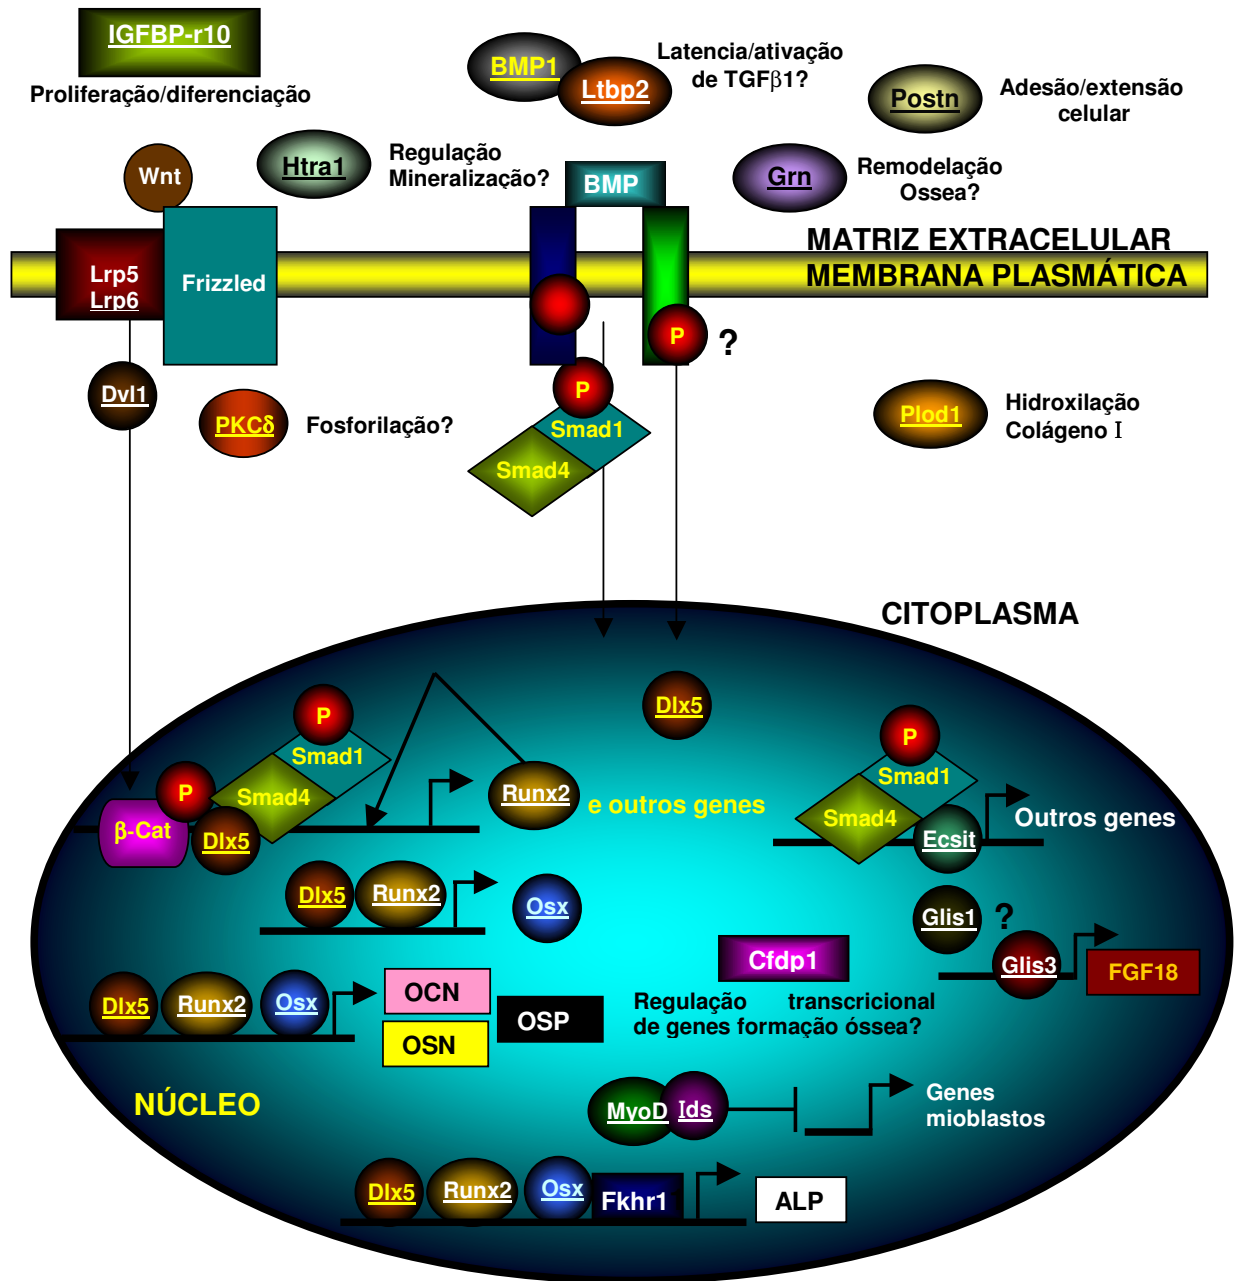 IGFBP-r10
Proliferação/diferenciação
BMP1
Ltbp2
Latencia/ativação
de TGFβ1?
Postn
Adesão/extensão
celular
Wnt
Htra1
Regulação
Mineralização?
BMP
Grn
Remodelação
Ossea?
MATRIZ EXTRACELULAR
MEMBRANA PLASMÁTICA
Lrp5
Lrp6
Frizzled
P
?
Dvl1
PKCδ
Fosforilação?
P
Smad1
Smad4
Plod1
Hidroxilação
Colágeno I
CITOPLASMA
Dlx5
P
Smad1
P
Smad4
β-Cat
Dlx5
Runx2
e outros genes
P
Smad1
Smad4
Ecsit
Outros genes
Dlx5
Runx2
Osx
Glis1
?
Glis3
FGF18
Cfdp1
Regulação transcricional
de genes formação óssea?
Dlx5
Runx2
Osx
OCN
OSP
OSN
NÚCLEO
MyoD
Ids
Genes
mioblastos
Dlx5
Runx2
Osx
Fkhr1
ALP